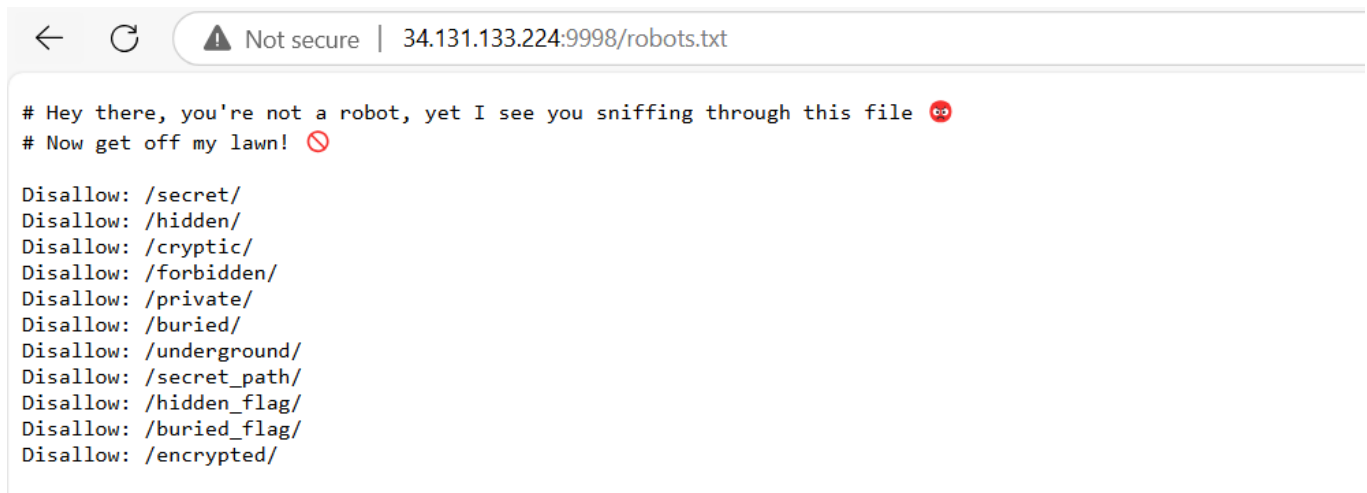 Not secure | 34.131.133.224:9998/robots.txt
# Hey there, you're not a robot, yet I see you sniffing through this file 😡
# Now get off my lawn! 🚫
Disallow: /secret/
Disallow: /hidden/
Disallow: /cryptic/
Disallow: /forbidden/
Disallow: /private/
Disallow: /buried/
Disallow: /underground/
Disallow: /secret_path/
Disallow: /hidden_flag/
Disallow: /buried_flag/
Disallow: /encrypted/